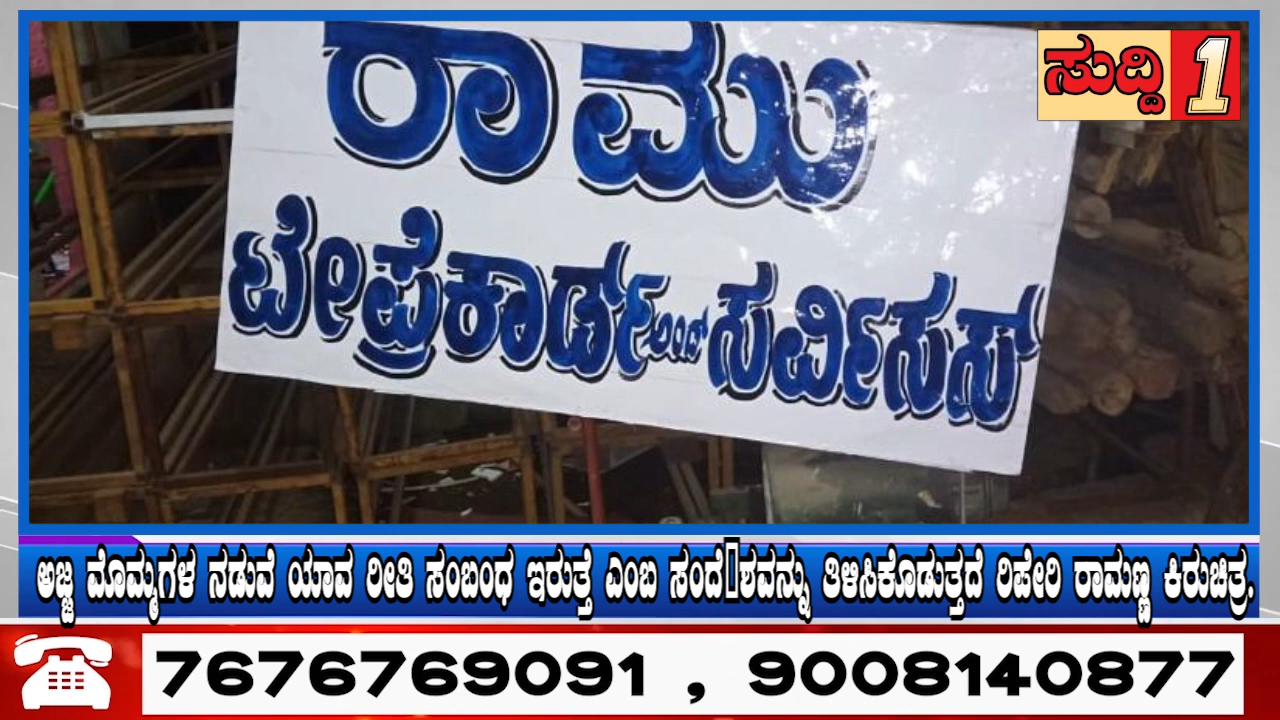 ರಾಮು
ಸುದ್ದಿ 1
ಟೇಪ್ರೆಕಾರ್ಡ್ಸ್ ಅಂಡ್ ಸರ್ವೀಸಸ್
ಅಜ್ಜ ಮೊಮ್ಮಗಳ ನಡುವೆ ಯಾವ ರೀತಿ ಸಂಬಂಧ ಇರುತ್ತೆ ಎಂಬ ಸಂದೆ಼ಶವನ್ನು ತಿಳಿಸಿಕೊಡುತ್ತದೆ ರಿಪೇರಿ ರಾಮಣ್ಣ ಕಿರುಚಿತ್ರ.
7676769091 , 9008140877